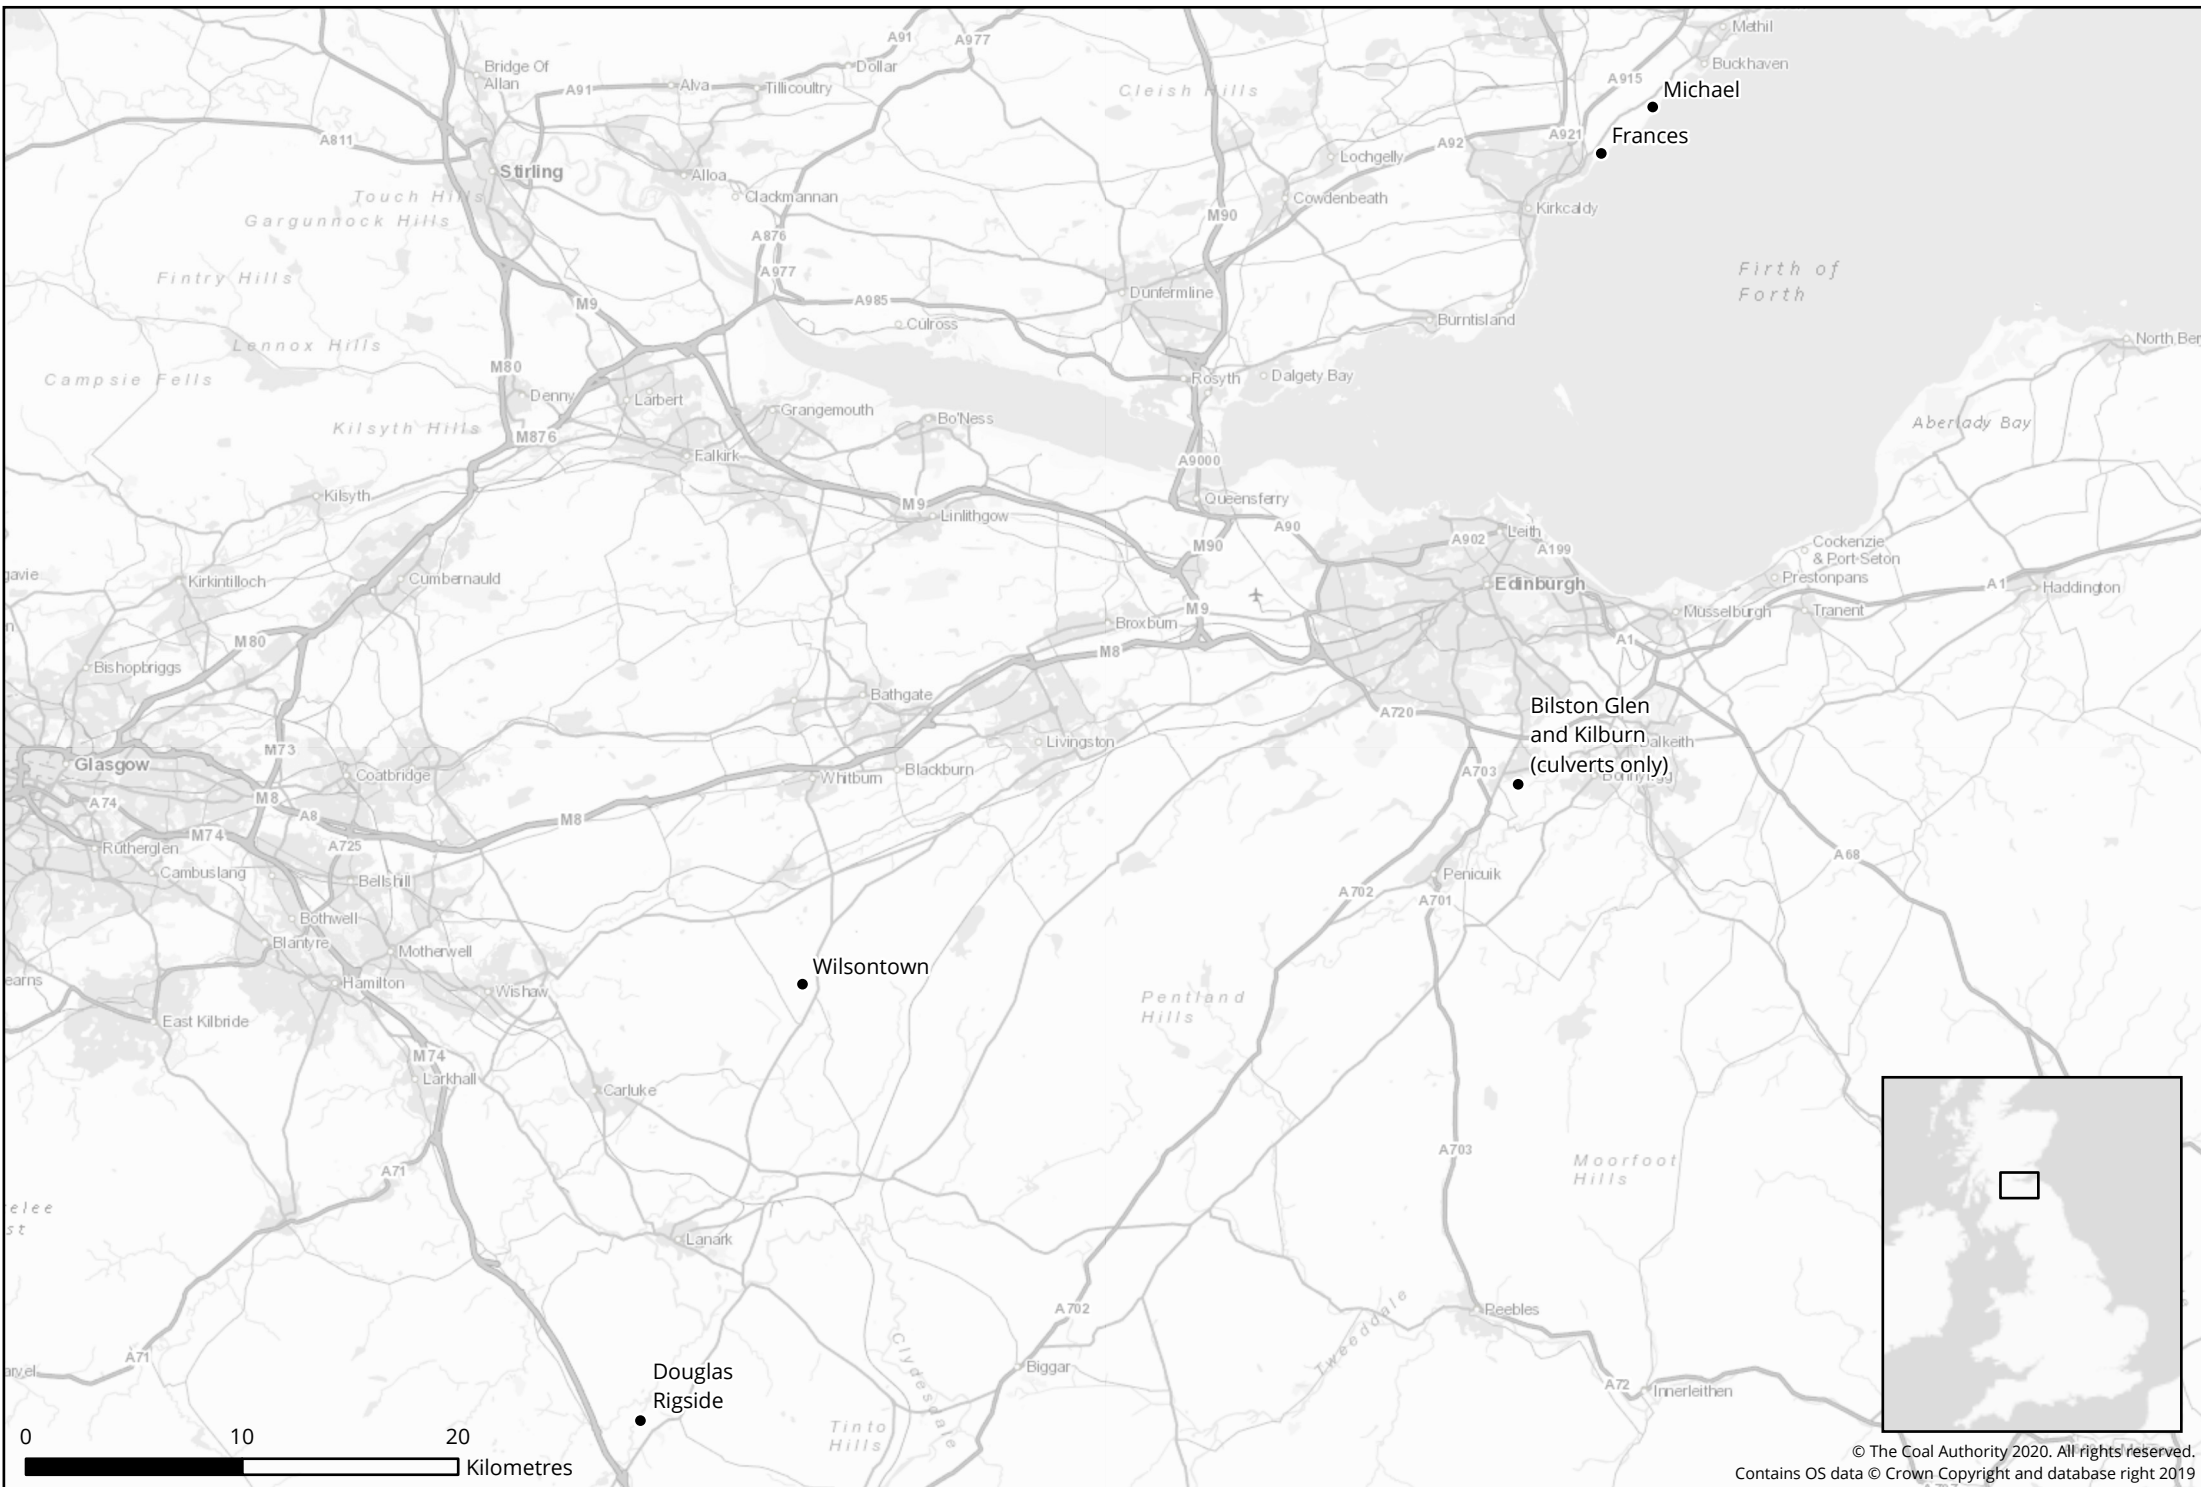 Methil
Bridge Of
Allan
A91
A977
Dollar
Buckhaven
A91
Alva
Tillicoultry
Cleish Hills
A915
Michael
A811
A921
Frances
A92
Lochgelly
Stirling
Alloa
Touch Hills
Clackmannan
Cowdenbeath
Kirkcaldy
Gargunnock Hills
M90
A876
Firth of
Forth
Fintry Hills
A977
M9
A985
Dunfermline
Culross
Burntisland
Lennox Hills
North Ber
M80
Campsie Fells
Rosyth
Dalgety Bay
Denny
Larbert
Grangemouth
Bo'Ness
Aberlady Bay
Kilsyth Hills
M876
Falkirk
A9000
Kilsyth
Queensferry
M9
Linlithgow
A90
Leith
A902
A199
M90
Cockenzie
& Port-Seton
gavie
Kirkintilloch
Cumbernauld
Edinburgh
Prestonpans
A1
Haddington
M9
Musselburgh
Tranent
n
Broxburn
M80
A1
M8
Bishopbriggs
Bathgate
Bilston Glen
and Kilburn
(culverts only)
A720
Livingston
Dalkeith
M73
Glasgow
Coatbridge
Whitburn
Blackburn
A703
Bonnyrigg
M8
A74
A8
M8
M74
Rutherglen
A725
A68
Cambuslang
Bellshill
Penicuik
A702
A701
Bothwell
Blantyre
Motherwell
Wilsontown
earns
Hamilton
Wishaw
Pentland
Hills
East Kilbride
M74
Larkhall
Carluke
A703
Moorfoot
Hills
A71
elee
st
Lanark
A702
Peebles
Tweeddale
Clydesdale
A71
arvel
Douglas
Rigside
Biggar
A72
Innerleithen
Tinto
Hills
0 10 20
Kilometres
© The Coal Authority 2020. All rights reserved.
Contains OS data © Crown Copyright and database right 2019